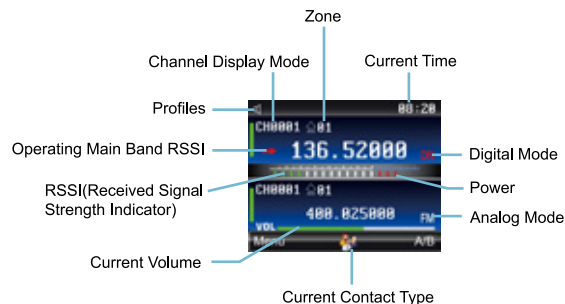 Zone
Channel Display Mode
Current Time
Profiles
08:20
CH0001 01
Operating Main Band RSSI
136.52000
Digital Mode
RSSI(Received Signal
Strength Indicator)
Power
CH0001 01
400.025000
FM
Analog Mode
VOL
Menu
A/B
Current Volume
Current Contact Type